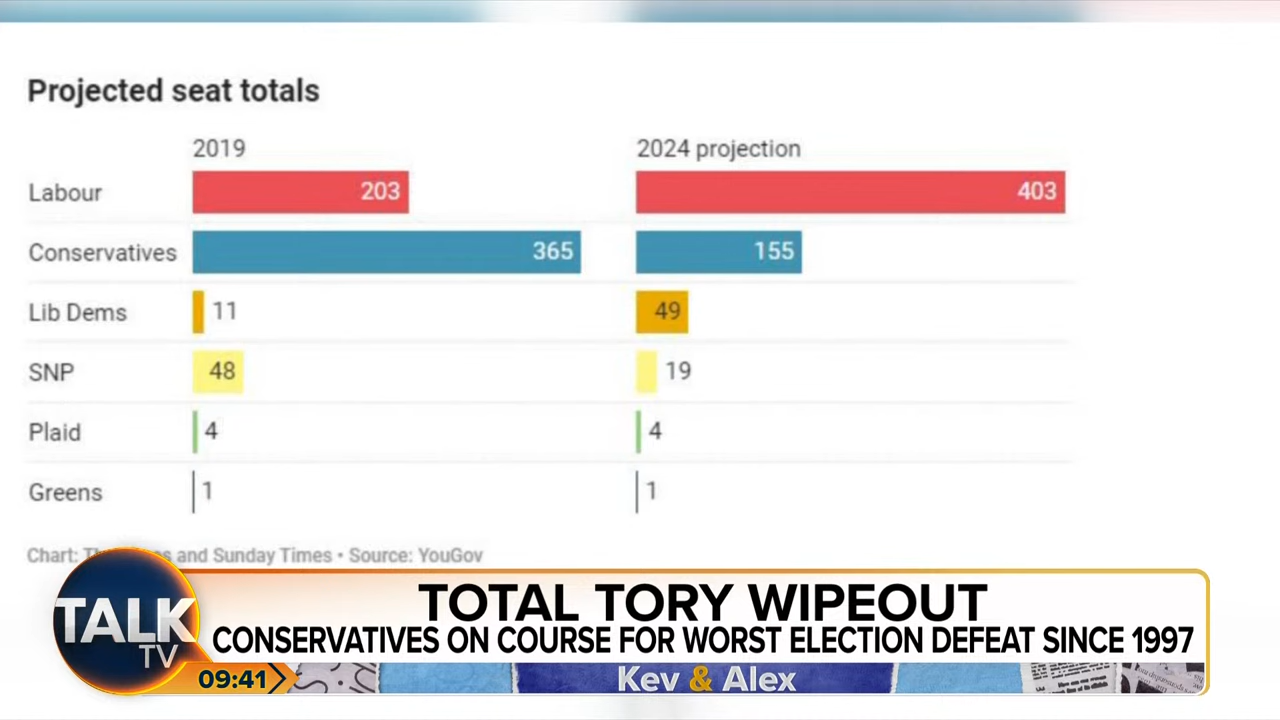 Projected seat totals
2019 2024 projection
Labour 203 403
Conservatives 365 155
Lib Dems 11 49
SNP 48 19
Plaid 4 4
Greens 1 1
Chart: and Sunday Times • Source: YouGov
TOTAL TORY WIPEOUT
CONSERVATIVES ON COURSE FOR WORST ELECTION DEFEAT SINCE 1997
TALK
TV
09:41
Kev & Alex